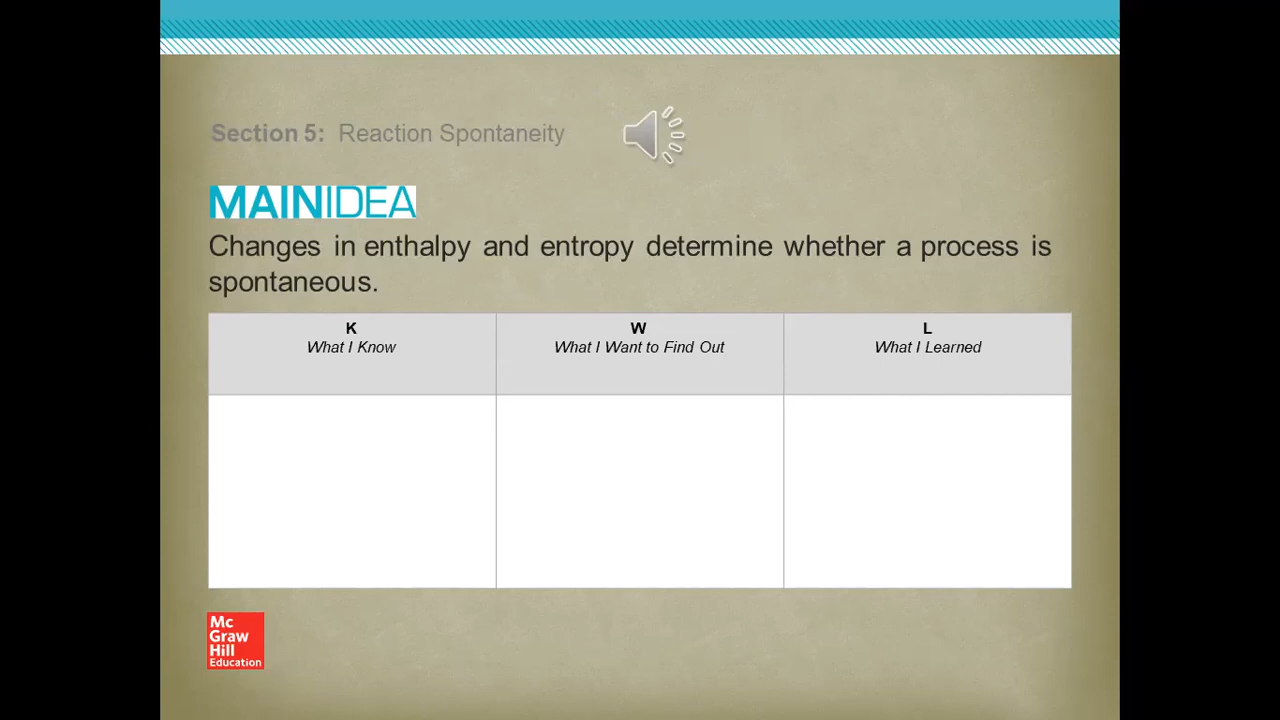 Section 5: Reaction Spontaneity
MAINIDEA
Changes in enthalpy and entropy determine whether a process is
spontaneous.
K
What I Know
W
What I Want to Find Out
L
What I Learned
Mc
Graw
Hill
Education